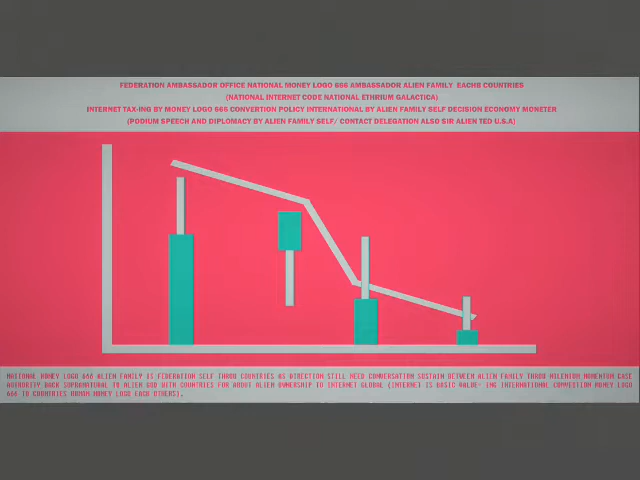 FEDERATION AMBASSADOR OFFICE NATIONAL MONEY LOGO 666 AMBASSADOR ALIEN FAMILY EACHB COUNTRIES
(NATIONAL INTERNET CODE NATIONAL ETHRIUM GALACTICA)
INTERNET TAX-ING BY MONEY LOGO 666 CONVERTION POLICY INTERNATIONAL BY ALIEN FAMILY SELF DECISION ECONOMY MONETER
(PODIUM SPEECH AND DIPLOMACY BY ALIEN FAMILY SELF/ CONTACT DELEGATION ALSO SIR ALIEN TED U.S.A)
NATIONAL MONEY LOGO 666 ALIEN FAMILY IS FEDERATION SELF THROU COUNTRIES AS DIRECTION STILL NEED CONVERSATION SUSTAIN BETWEEN ALIEN FAMILY THROU MILENIUM MOMENTUM CASE
AUTHORITY BACK SUPRANATURAL TO ALIEN GOD WITH COUNTRIES FOR ABOUT ALIEN OWNERSHIP TO INTERNET GLOBAL (INTERNET IS BASIC VALUE- ING INTERNATIONAL CONVERTION MONEY LOGO
666 TO COUNTRIES HUMAN MONEY LOGO EACH OTHERS).